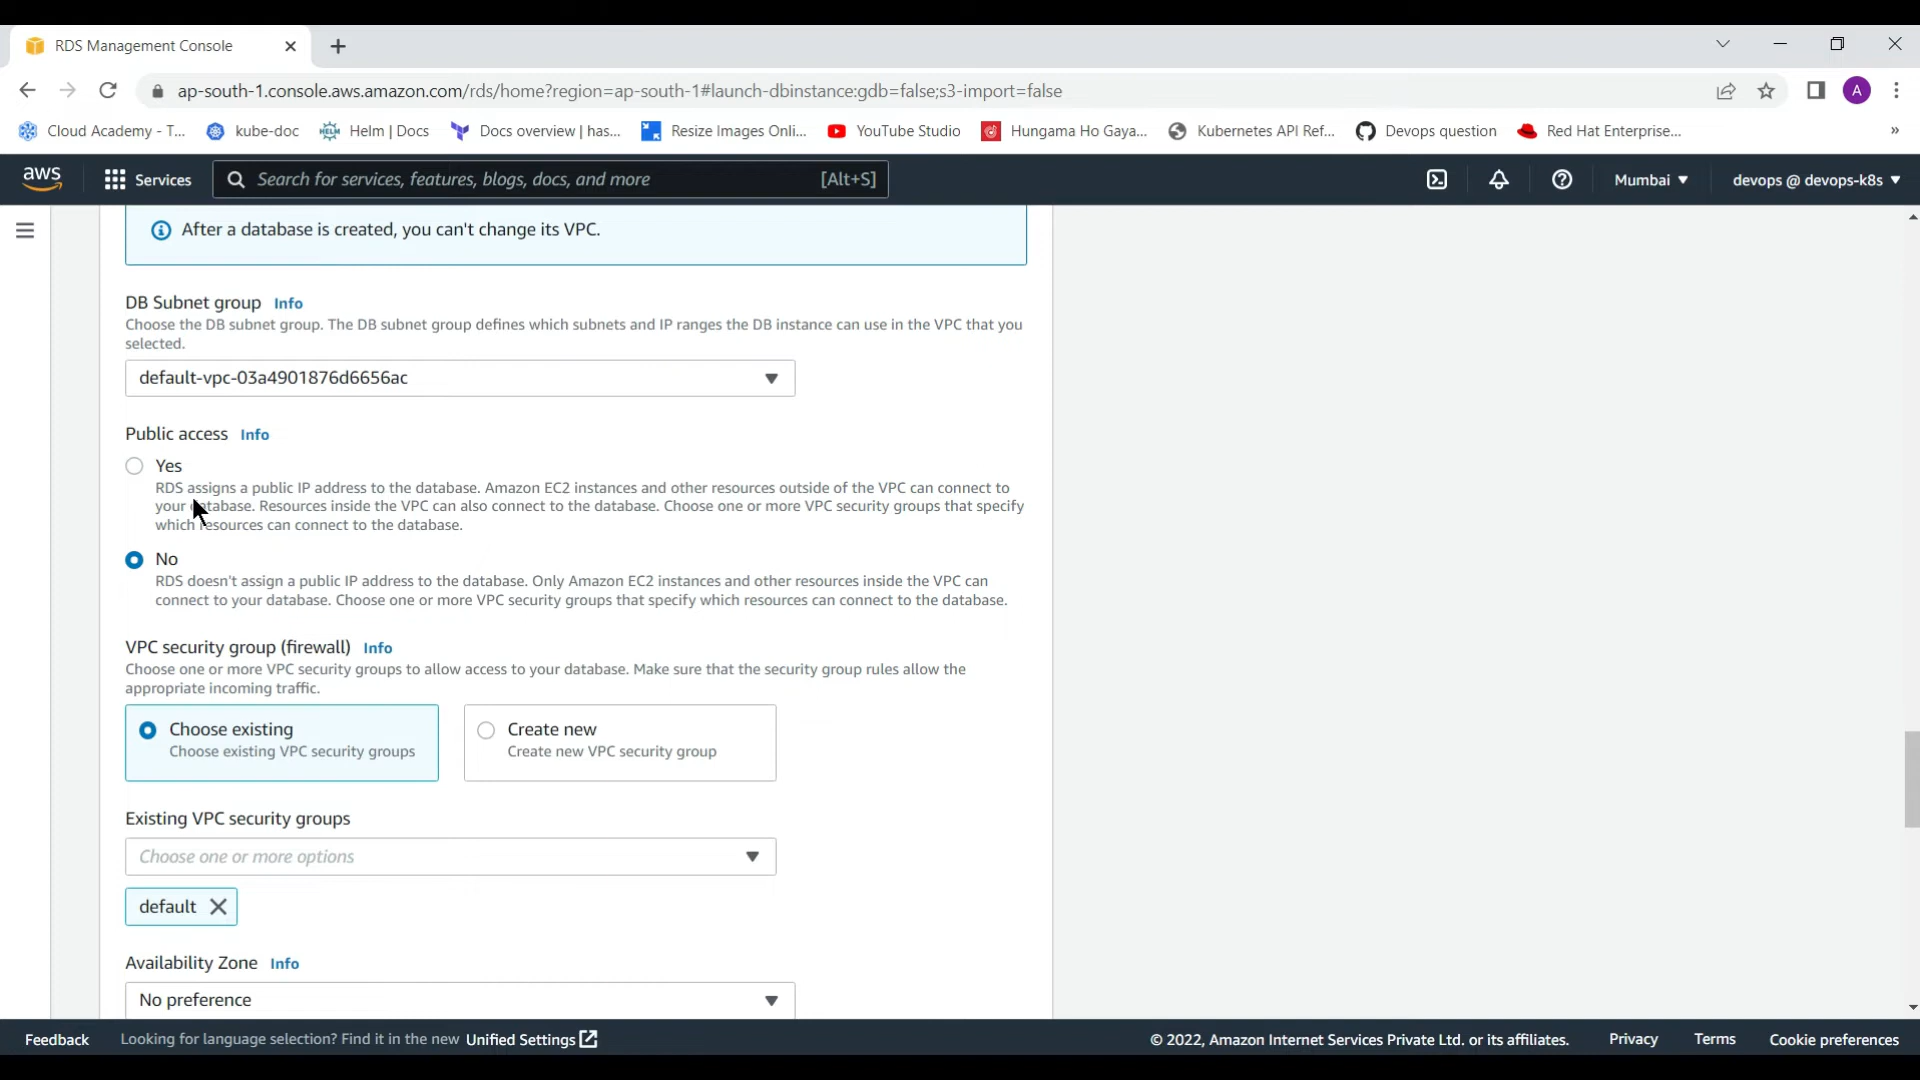 RDS Management Console
ap-south-1.console.aws.amazon.com/rds/home?region=ap-south-1#launch-dbinstance:gdb=false;s3-import=false
A
Cloud Academy - T...
kube-doc
HELM
Helm | Docs
Docs overview | has...
Resize Images Onli...
YouTube Studio
Hungama Ho Gaya...
Kubernetes API Ref...
Devops question
Red Hat Enterprise...
»
aws
Services
Search for services, features, blogs, docs, and more
[Alt+S]
Mumbai
devops @ devops-k8s
After a database is created, you can't change its VPC.
DB Subnet group Info
Choose the DB subnet group. The DB subnet group defines which subnets and IP ranges the DB instance can use in the VPC that you
selected.
default-vpc-03a4901876d6656ac
Public access Info
Yes
RDS assigns a public IP address to the database. Amazon EC2 instances and other resources outside of the VPC can connect to
your database. Resources inside the VPC can also connect to the database. Choose one or more VPC security groups that specify
which resources can connect to the database.
No
RDS doesn't assign a public IP address to the database. Only Amazon EC2 instances and other resources inside the VPC can
connect to your database. Choose one or more VPC security groups that specify which resources can connect to the database.
VPC security group (firewall) Info
Choose one or more VPC security groups to allow access to your database. Make sure that the security group rules allow the
appropriate incoming traffic.
Choose existing
Choose existing VPC security groups
Create new
Create new VPC security group
Existing VPC security groups
Choose one or more options
default
Availability Zone Info
No preference
Feedback
Looking for language selection? Find it in the new Unified Settings
© 2022, Amazon Internet Services Private Ltd. or its affiliates.
Privacy
Terms
Cookie preferences